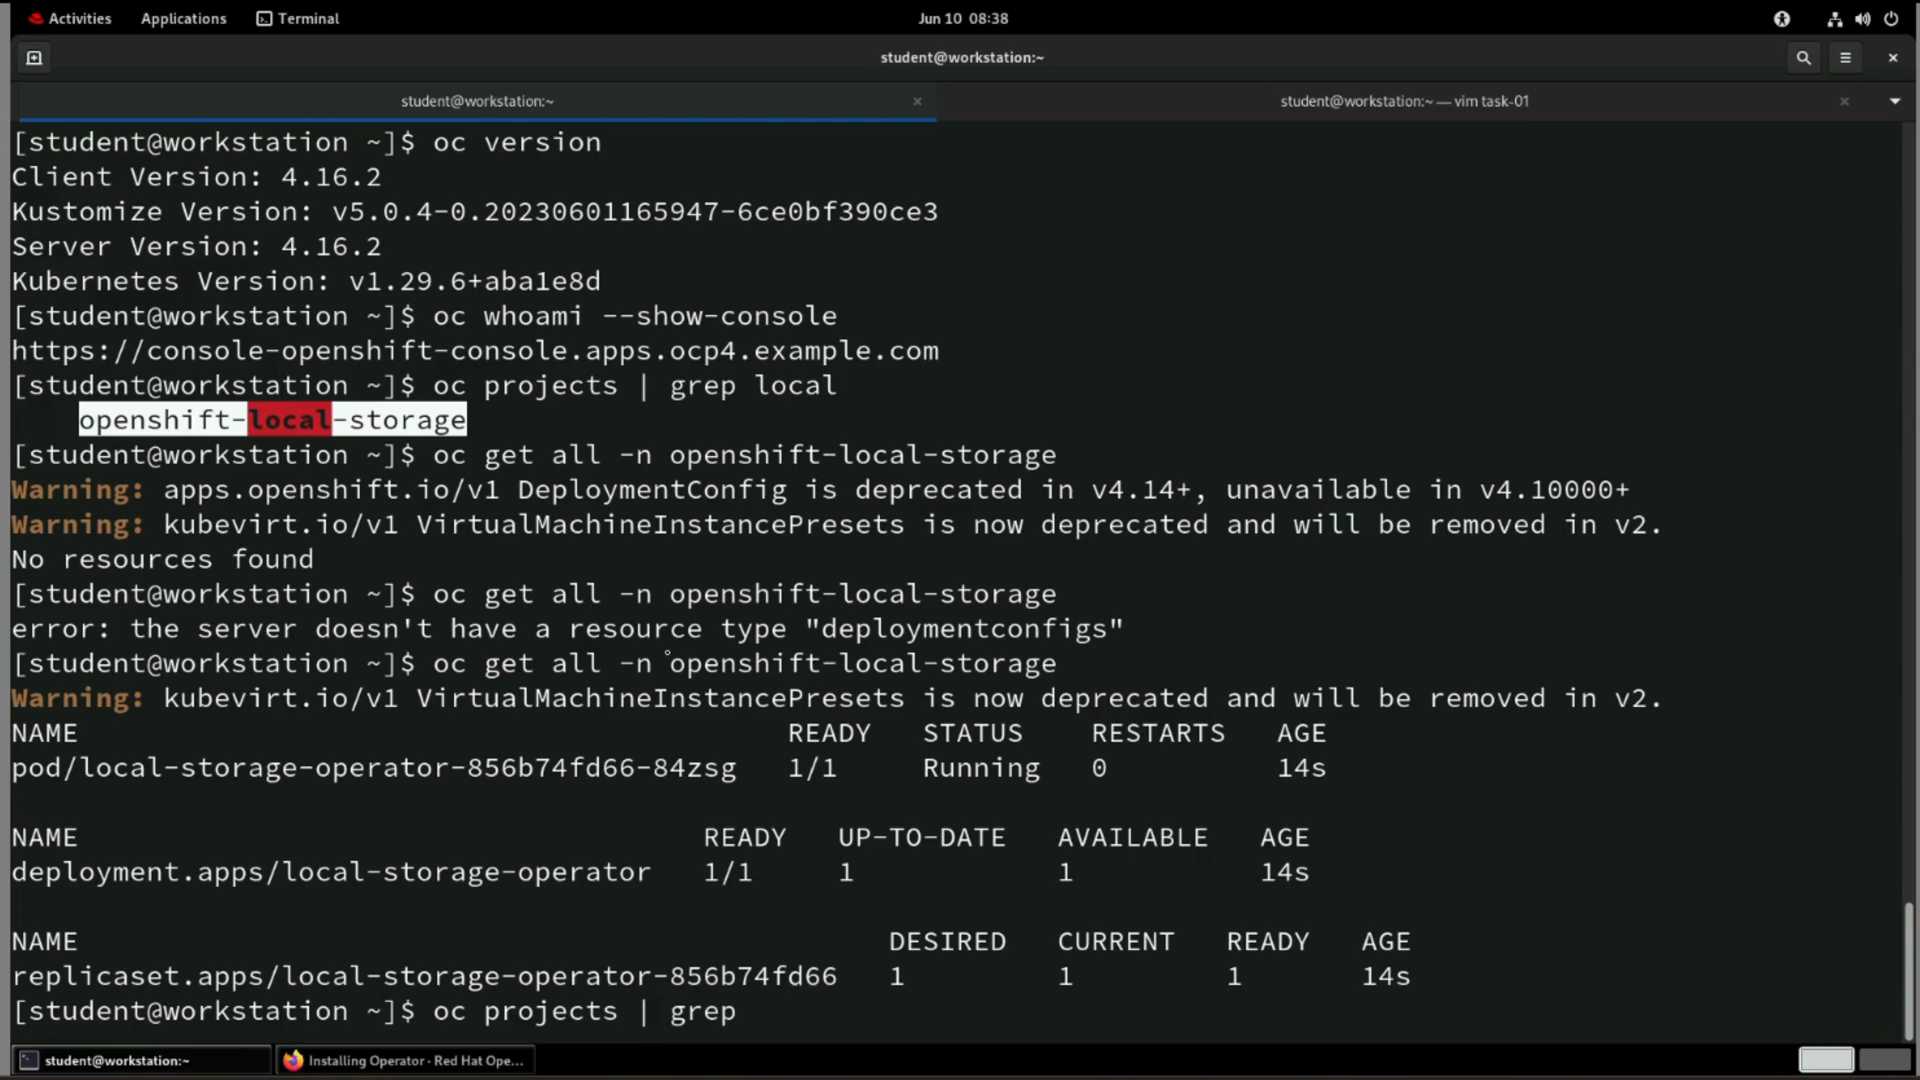 Activities Applications Terminal Jun 10 08:38
student@workstation:~
student@workstation:~ student@workstation:~ — vim task-01
[student@workstation ~]$ oc version
Client Version: 4.16.2
Kustomize Version: v5.0.4-0.20230601165947-6ce0bf390ce3
Server Version: 4.16.2
Kubernetes Version: v1.29.6+aba1e8d
[student@workstation ~]$ oc whoami --show-console
https://console-openshift-console.apps.ocp4.example.com
[student@workstation ~]$ oc projects | grep local
openshift-local-storage
[student@workstation ~]$ oc get all -n openshift-local-storage
Warning: apps.openshift.io/v1 DeploymentConfig is deprecated in v4.14+, unavailable in v4.10000+
Warning: kubevirt.io/v1 VirtualMachineInstancePresets is now deprecated and will be removed in v2.
No resources found
[student@workstation ~]$ oc get all -n openshift-local-storage
error: the server doesn't have a resource type "deploymentconfigs"
[student@workstation ~]$ oc get all -n openshift-local-storage
Warning: kubevirt.io/v1 VirtualMachineInstancePresets is now deprecated and will be removed in v2.
NAME READY STATUS RESTARTS AGE
pod/local-storage-operator-856b74fd66-84zsg 1/1 Running 0 14s
NAME READY UP-TO-DATE AVAILABLE AGE
deployment.apps/local-storage-operator 1/1 1 1 14s
NAME DESIRED CURRENT READY AGE
replicaset.apps/local-storage-operator-856b74fd66 1 1 1 14s
[student@workstation ~]$ oc projects | grep
student@workstation:~ Installing Operator · Red Hat Ope...